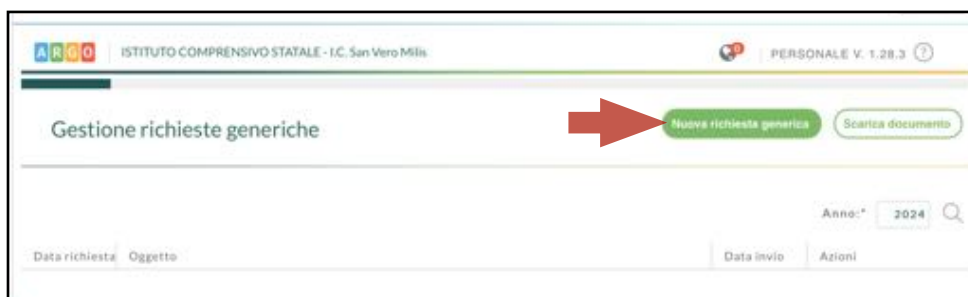 ARGO ISTITUTO COMPRENSIVO STATALE - I.C. San Vero Milis 0 PERSONALE V. 1.28.3 ?
Gestione richieste generiche Nuova richiesta generica Scarica documento
Anno:* 2024
Data richiesta Oggetto Data invio Azioni